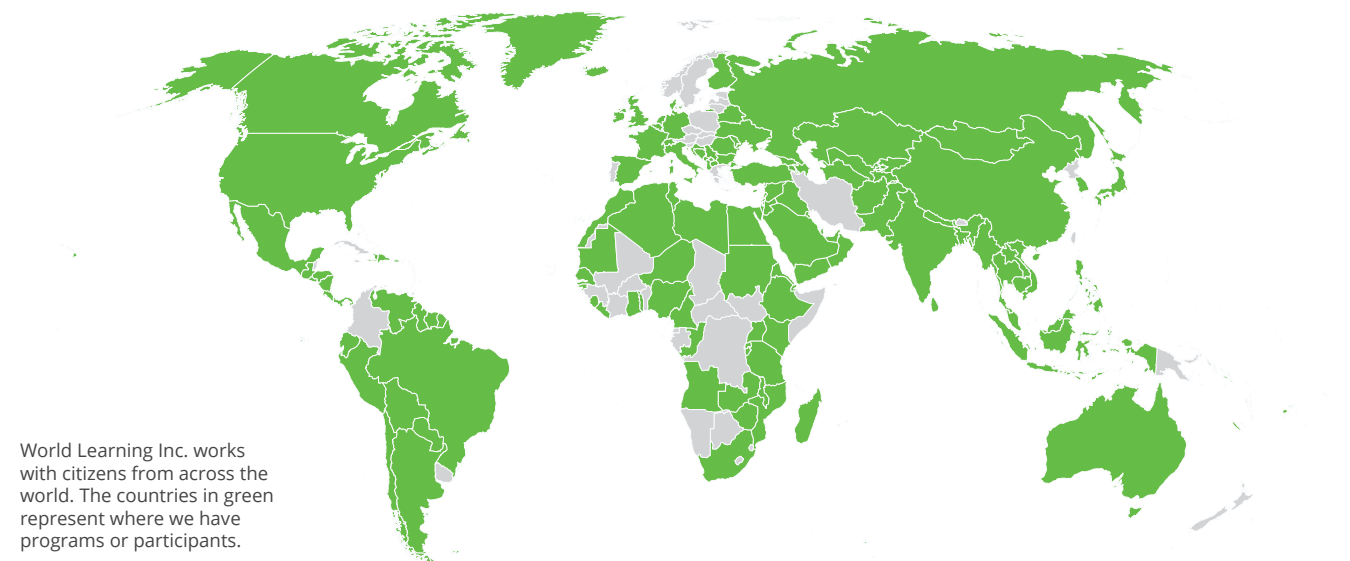 World Learning Inc. works
with citizens from across the
world. The countries in green
represent where we have
programs or participants.